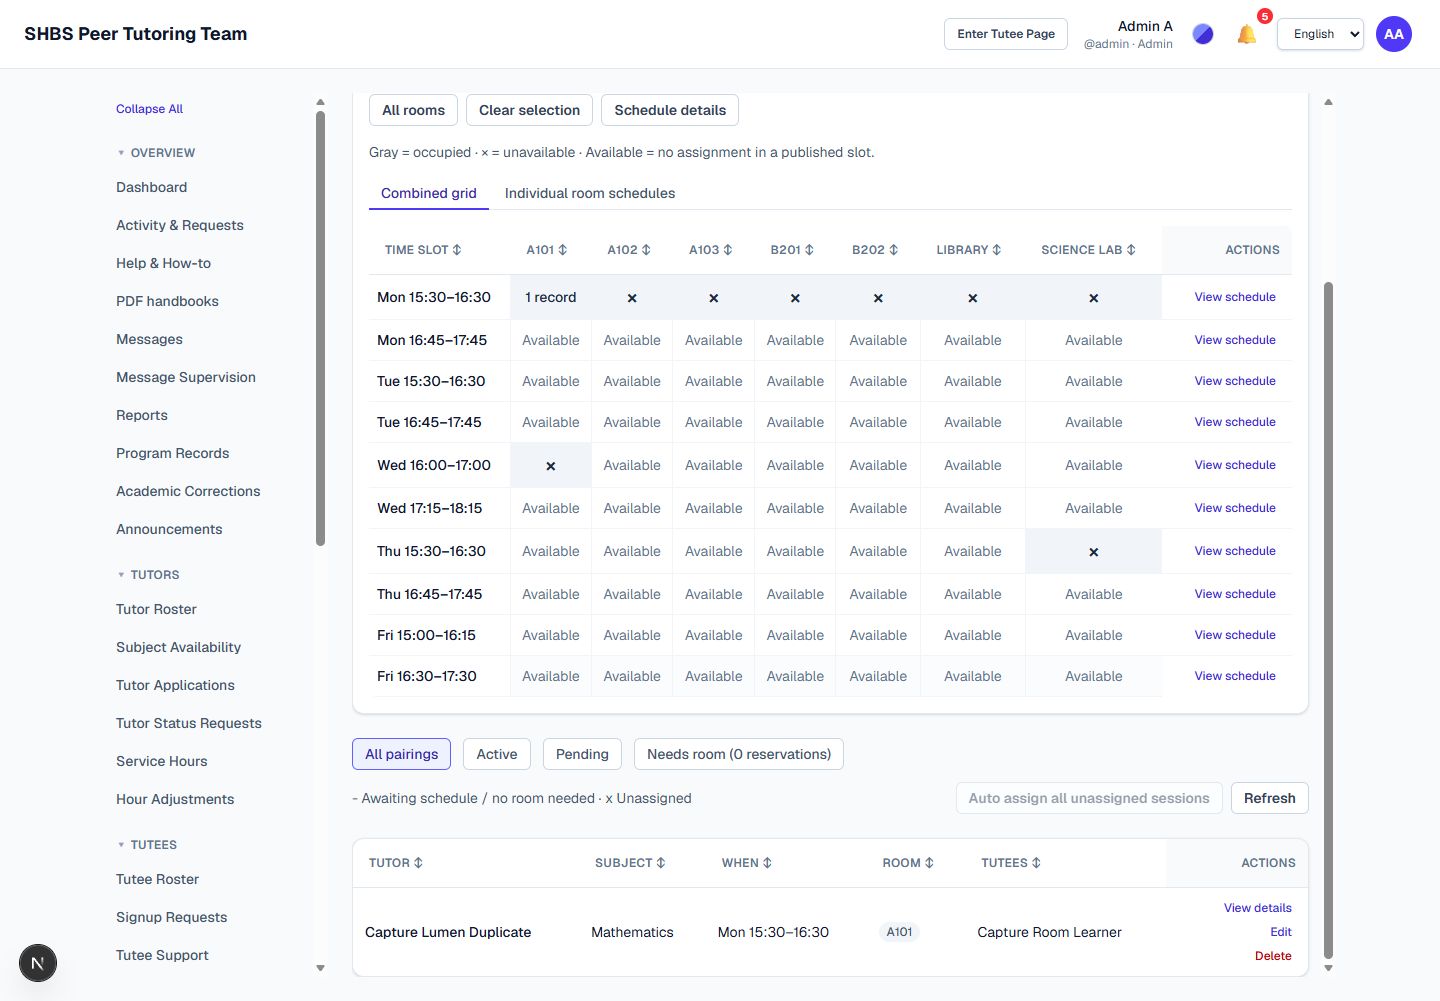 SHBS Peer Tutoring Team
Enter Tutee Page
Admin A
@admin · Admin
5
English
AA
Collapse All
OVERVIEW
Dashboard
Activity & Requests
Help & How-to
PDF handbooks
Messages
Message Supervision
Reports
Program Records
Academic Corrections
Announcements
TUTORS
Tutor Roster
Subject Availability
Tutor Applications
Tutor Status Requests
Service Hours
Hour Adjustments
TUTEES
Tutee Roster
Signup Requests
Tutee Support
N
All rooms Clear selection Schedule details
Gray = occupied · × = unavailable · Available = no assignment in a published slot.
Combined grid Individual room schedules
TIME SLOT A101 A102 A103 B201 B202 LIBRARY SCIENCE LAB ACTIONS
Mon 15:30–16:30 1 record × × × × × × View schedule
Mon 16:45–17:45 Available Available Available Available Available Available Available View schedule
Tue 15:30–16:30 Available Available Available Available Available Available Available View schedule
Tue 16:45–17:45 Available Available Available Available Available Available Available View schedule
Wed 16:00–17:00 × Available Available Available Available Available Available View schedule
Wed 17:15–18:15 Available Available Available Available Available Available Available View schedule
Thu 15:30–16:30 Available Available Available Available Available Available × View schedule
Thu 16:45–17:45 Available Available Available Available Available Available Available View schedule
Fri 15:00–16:15 Available Available Available Available Available Available Available View schedule
Fri 16:30–17:30 Available Available Available Available Available Available Available View schedule
All pairings Active Pending Needs room (0 reservations)
- Awaiting schedule / no room needed · x Unassigned
Auto assign all unassigned sessions Refresh
TUTOR SUBJECT WHEN ROOM TUTEES ACTIONS
Capture Lumen Duplicate Mathematics Mon 15:30–16:30 A101 Capture Room Learner
View details
Edit
Delete